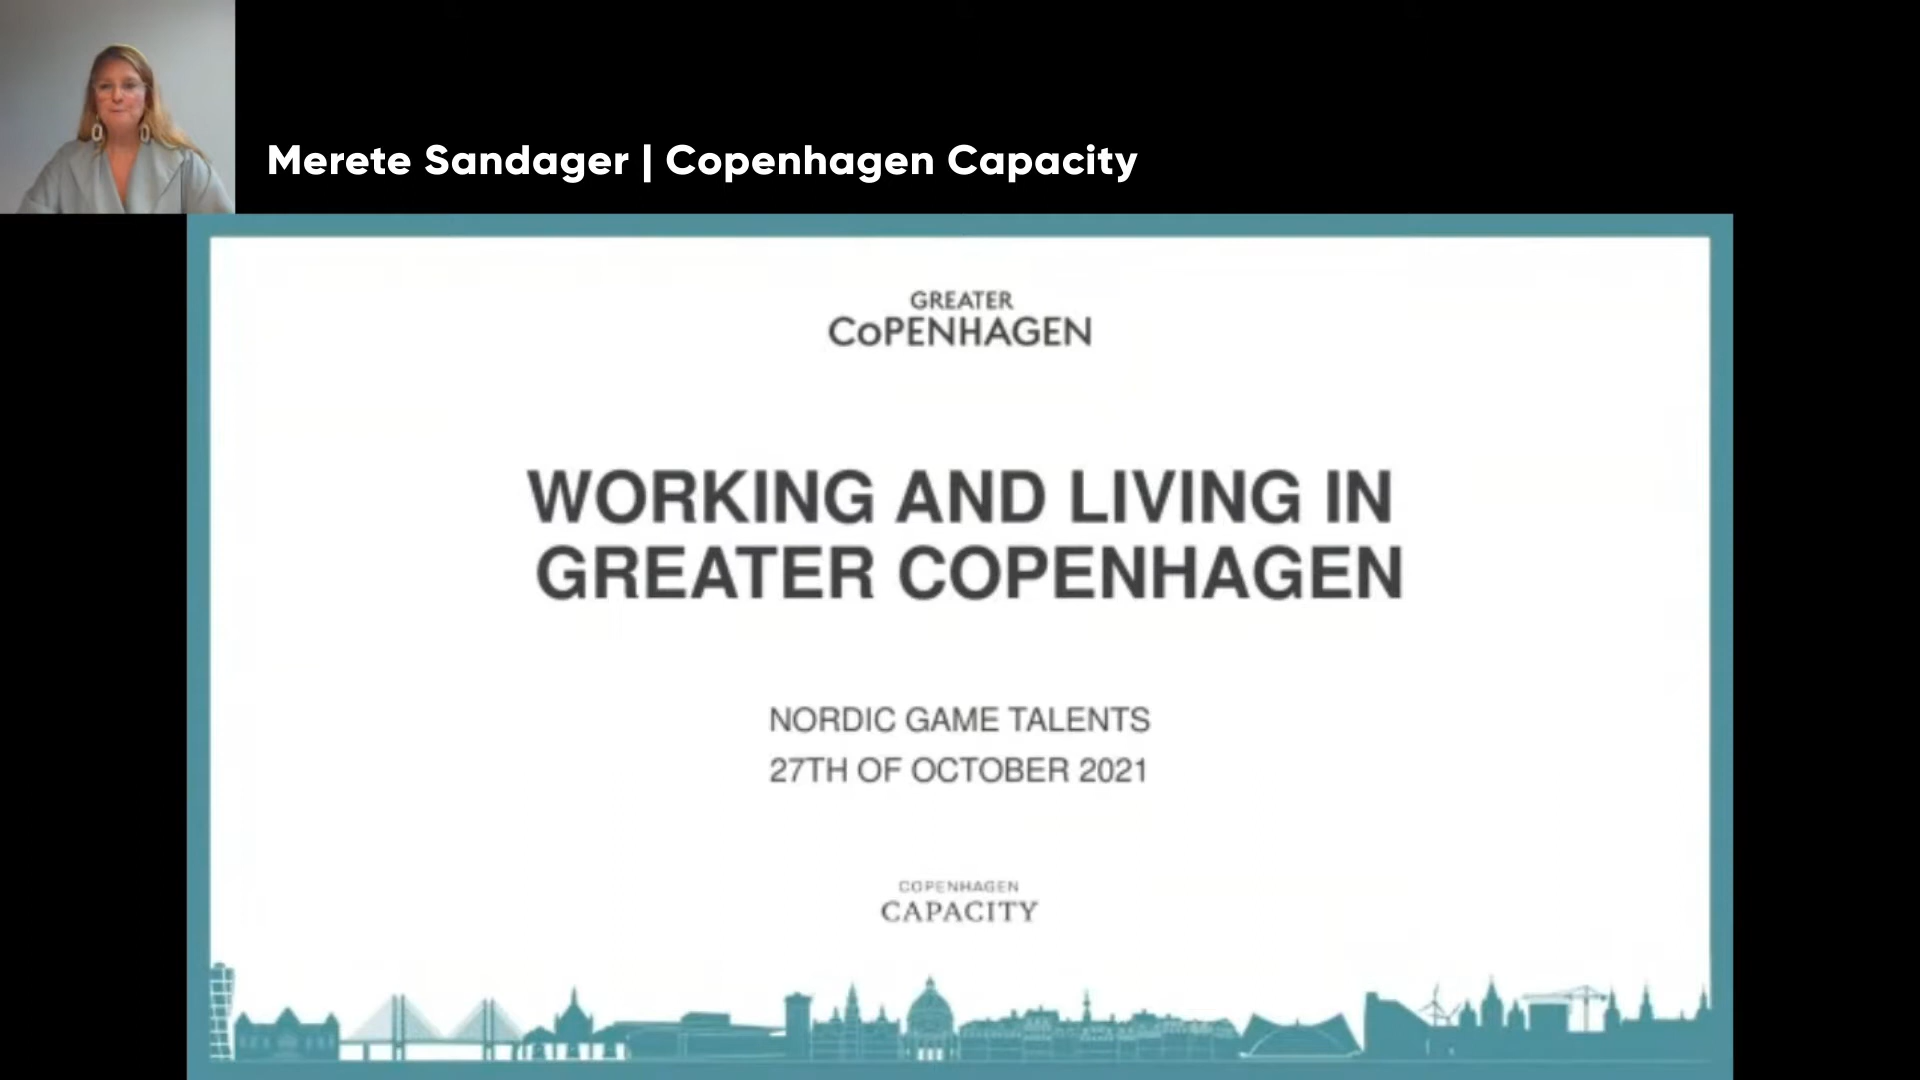 Merete Sandager | Copenhagen Capacity
GREATER
CoPENHAGEN
WORKING AND LIVING IN
GREATER COPENHAGEN
NORDIC GAME TALENTS
27TH OF OCTOBER 2021
COPENHAGEN
CAPACITY